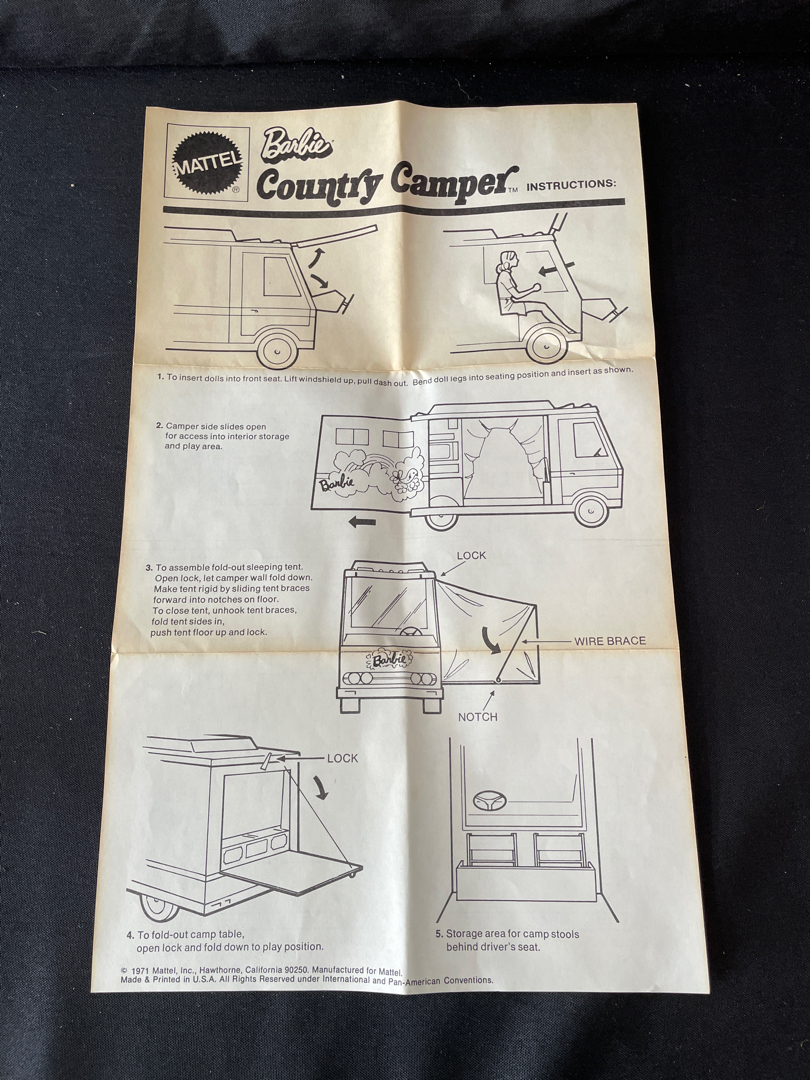 MATTEL
®
Barbie
Country Camper™ INSTRUCTIONS:
1. To insert dolls into front seat. Lift windshield up, pull dash out. Bend doll legs into seating position and insert as shown.
2. Camper side slides open
for access into interior storage
and play area.
Barbie
3. To assemble fold-out sleeping tent.
Open lock, let camper wall fold down.
Make tent rigid by sliding tent braces
forward into notches on floor.
To close tent, unhook tent braces,
fold tent sides in,
push tent floor up and lock.
LOCK
WIRE BRACE
Barbie
NOTCH
LOCK
4. To fold-out camp table,
open lock and fold down to play position.
5. Storage area for camp stools
behind driver's seat.
© 1971 Mattel, Inc., Hawthorne, California 90250. Manufactured for Mattel.
Made & Printed in U.S.A. All Rights Reserved under International and Pan-American Conventions.